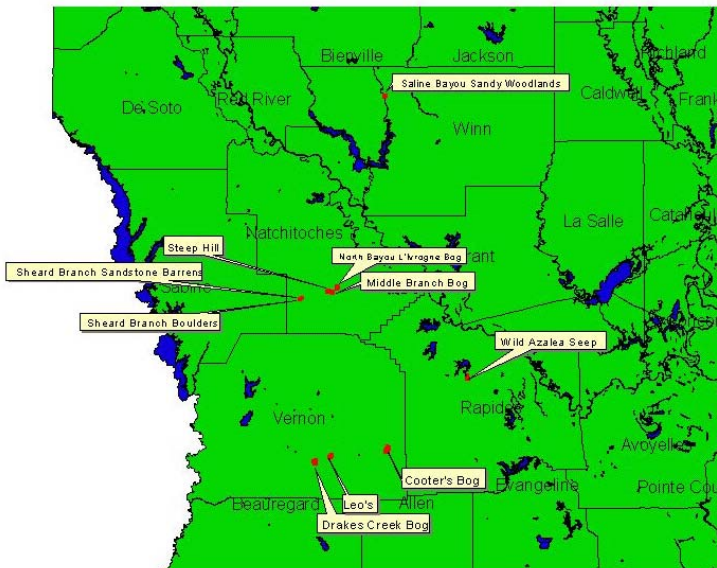 Bienville
Jackson
Richland
Saline Bayou Sandy Woodlands
Caldwell
De Soto
Red River
Frank
Winn
La Salle
Catahoula
Natchitoches
Steep Hill
North Bayou L'Ivrogne Bog
rant
Sheard Branch Sandstone Barrens
Middle Branch Bog
Sabine
Sheard Branch Boulders
Wild Azalea Seep
Rapides
Vernon
Avoyelles
Cooter's Bog
Evangeline
Pointe Cou
Leo's
Beauregard
Allen
Drakes Creek Bog